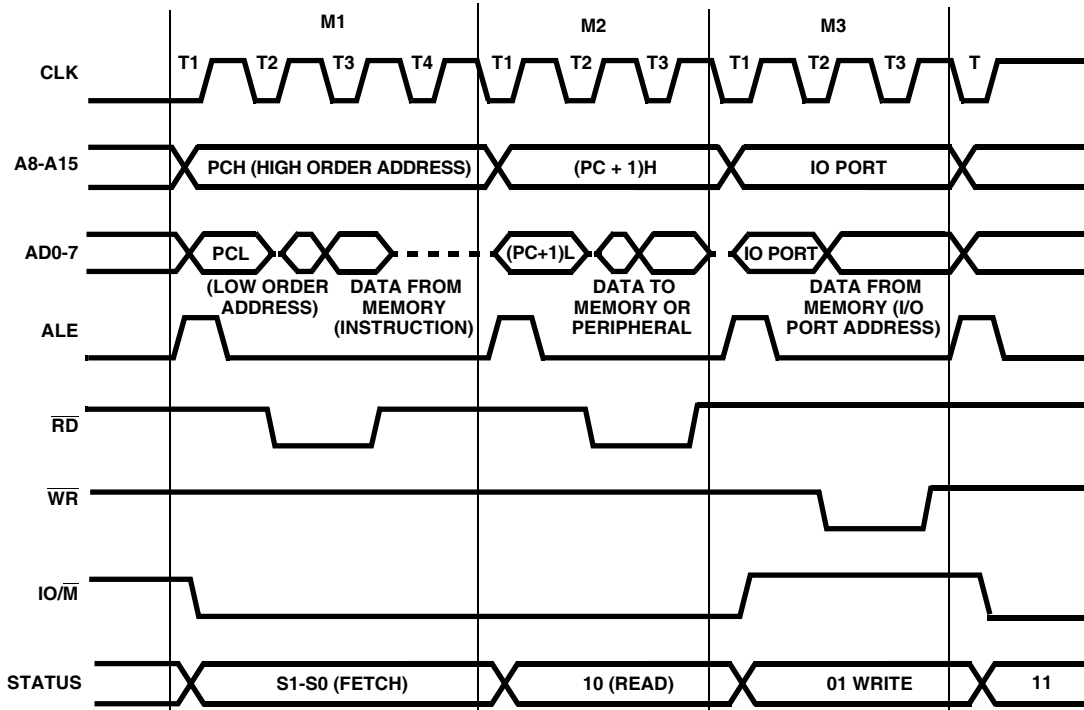 M1
M2
M3
CLK
T1
T2
T3
T4
T1
T2
T3
T1
T2
T3
T
A8-A15
PCH (HIGH ORDER ADDRESS)
(PC + 1)H
IO PORT
AD0-7
PCL
(PC+1)L
IO PORT
(LOW ORDER
ADDRESS)
DATA FROM
MEMORY
(INSTRUCTION)
DATA TO
MEMORY OR
PERIPHERAL
DATA FROM
MEMORY (I/O
PORT ADDRESS)
ALE
R̅D̅
W̅R̅
IO/M̅
STATUS
S1-S0 (FETCH)
10 (READ)
01 WRITE
11